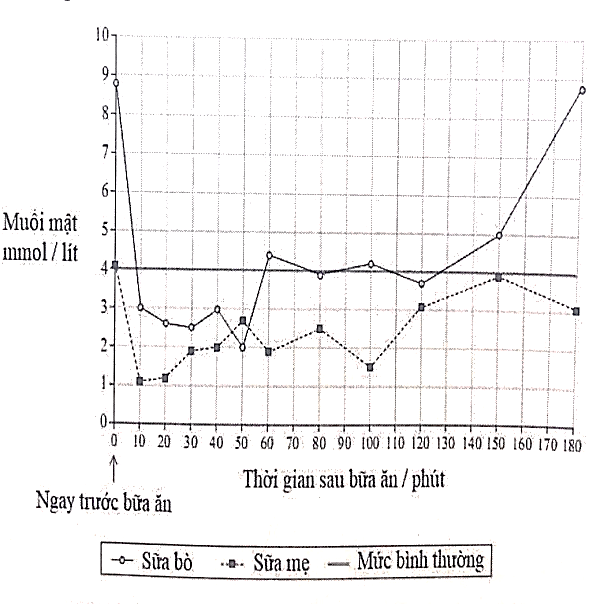 10
9
8
7
6
5
4
3
2
1
0
Muối mật
mmol / lít
0 10 20 30 40 50 60 70 80 90 100 110 120 130 140 150 160 170 180
Thời gian sau bữa ăn / phút
Ngay trước bữa ăn
Sữa bò Sữa mẹ Mức bình thường